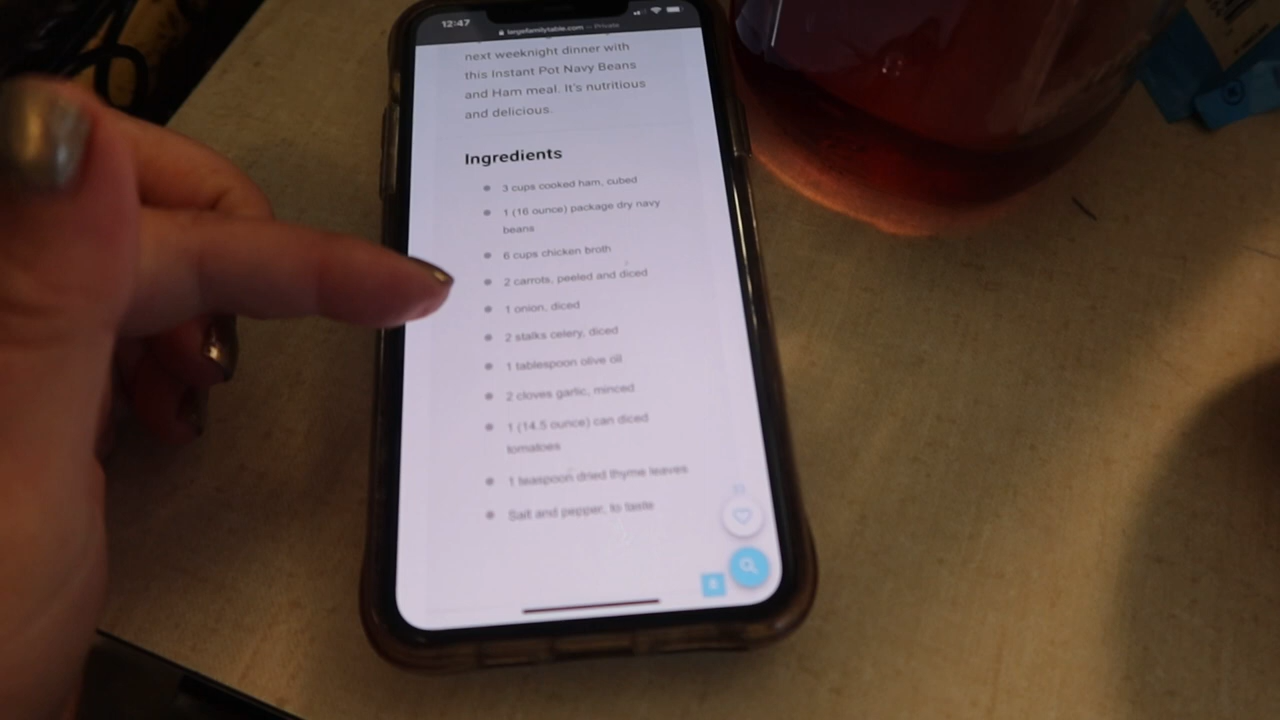 12:47
largefamilytable.com — Private
next weeknight dinner with
this Instant Pot Navy Beans
and Ham meal. It's nutritious
and delicious.
Ingredients
3 cups cooked ham, cubed
1 (16 ounce) package dry navy
beans
6 cups chicken broth
2 carrots, peeled and diced
1 onion, diced
2 stalks celery, diced
1 tablespoon olive oil
2 cloves garlic, minced
1 (14.5 ounce) can diced
tomatoes
1 teaspoon dried thyme leaves
Salt and pepper, to taste